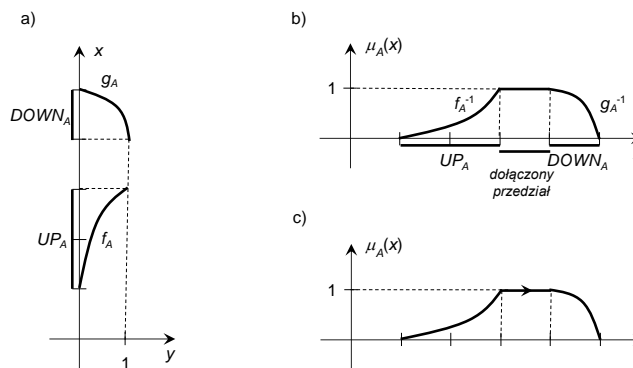 a)
x
g_A
DOWN_A
UP_A
f_A
1
y
b)
μ_A(x)
1
f_A^-1
g_A^-1
UP_A
DOWN_A
dołączony
przedział
c)
μ_A(x)
1